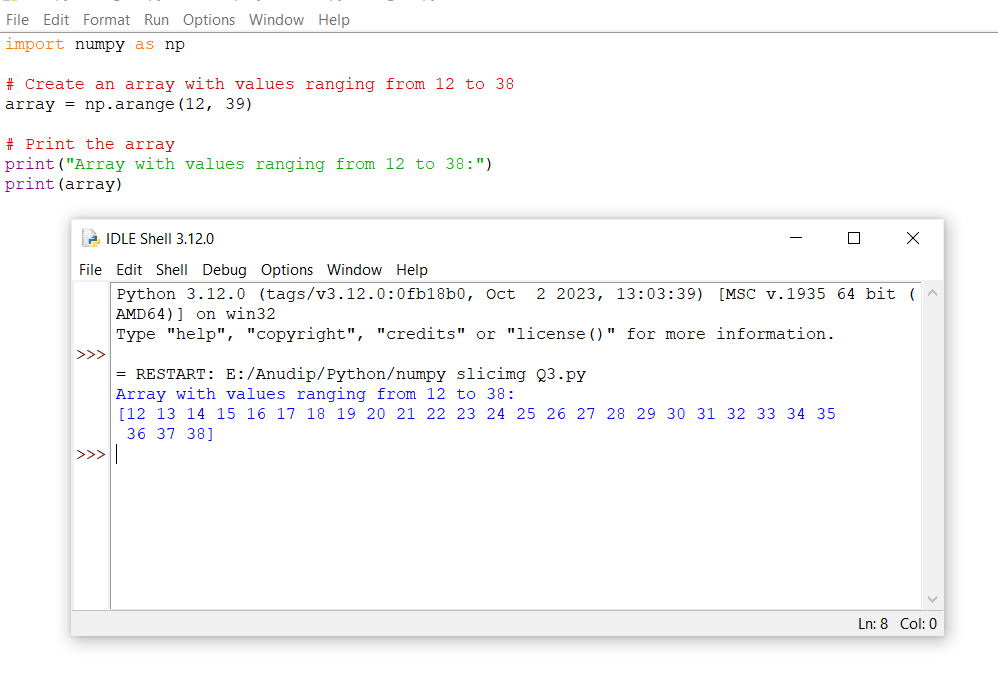 File Edit Format Run Options Window Help
import numpy as np
# Create an array with values ranging from 12 to 38
array = np.arange(12, 39)
# Print the array
print("Array with values ranging from 12 to 38:")
print(array)
IDLE Shell 3.12.0
File Edit Shell Debug Options Window Help
Python 3.12.0 (tags/v3.12.0:0fb18b0, Oct  2 2023, 13:03:39) [MSC v.1935 64 bit (
AMD64)] on win32
Type "help", "copyright", "credits" or "license()" for more information.
>>>
= RESTART: E:/Anudip/Python/numpy slicimg Q3.py
Array with values ranging from 12 to 38:
[12 13 14 15 16 17 18 19 20 21 22 23 24 25 26 27 28 29 30 31 32 33 34 35
 36 37 38]
>>>
Ln: 8 Col: 0